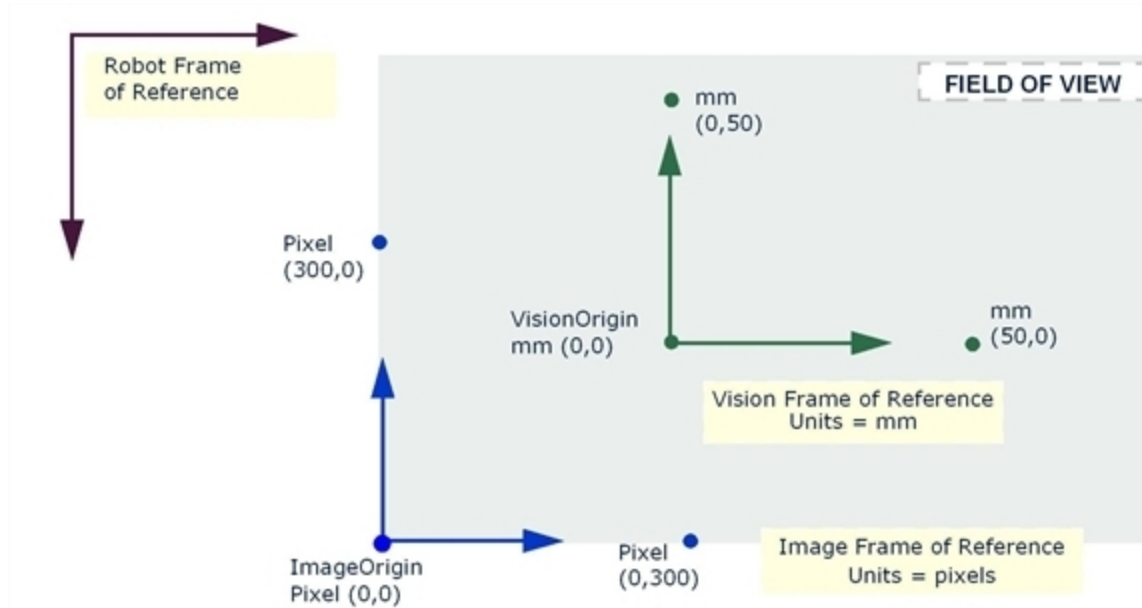 Robot Frame
of Reference
FIELD OF VIEW
mm
(0,50)
Pixel
(300,0)
VisionOrigin
mm (0,0)
mm
(50,0)
Vision Frame of Reference
Units = mm
ImageOrigin
Pixel (0,0)
Pixel
(0,300)
Image Frame of Reference
Units = pixels